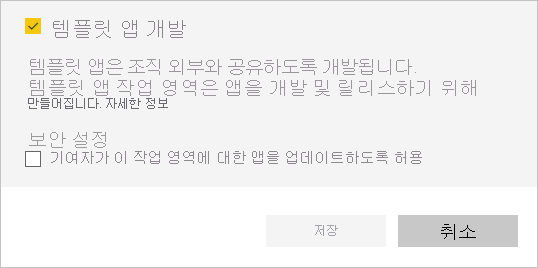 템플릿 앱 개발
템플릿 앱은 조직 외부와 공유하도록 개발됩니다.
템플릿 앱 작업 영역은 앱을 개발 및 릴리스하기 위해
만들어집니다. 자세한 정보
보안 설정
기여자가 이 작업 영역에 대한 앱을 업데이트하도록 허용
저장
취소